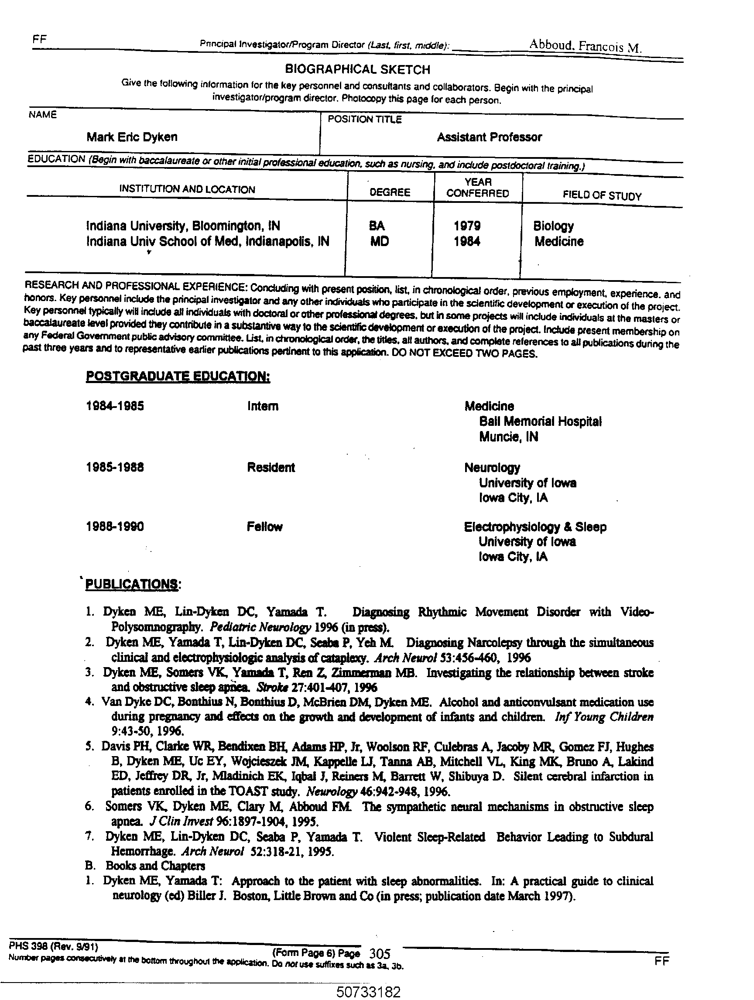 FF
Principal Investigator/Program Director (Last, first, middle): Abboud, Francois M.
BIOGRAPHICAL SKETCH
Give the following information for the key personnel and consultants and collaborators. Begin with the principal
investigator/program director. Photocopy this page for each person.
NAME
POSITION TITLE
Mark Eric Dyken
Assistant Professor
EDUCATION (Begin with baccalaureate or other initial professional education, such as nursing, and include postdoctoral training.)
INSTITUTION AND LOCATION
DEGREE
YEAR
CONFERRED
FIELD OF STUDY
Indiana University, Bloomington, IN BA 1979 Biology
Indiana Univ School of Med, Indianapolis, IN MD 1984 Medicine
RESEARCH AND PROFESSIONAL EXPERIENCE: Concluding with present position, list, in chronological order, previous employment, experience, and
honors. Key personnel include the principal investigator and any other individuals who participate in the scientific development or execution of the project.
Key personnel typically will include all individuals with doctoral or other professional degrees, but in some projects will include individuals at the masters or
baccalaureate level provided they contribute in a substantive way to the scientific development or execution of the project. Include present membership on
any Federal Government public advisory committee. List, in chronological order, the titles, all authors, and complete references to all publications during the
past three years and to representative earlier publications pertinent to this application. DO NOT EXCEED TWO PAGES.
POSTGRADUATE EDUCATION:
1984-1985 Intern Medicine
Ball Memorial Hospital
Muncie, IN
1985-1988 Resident Neurology
University of Iowa
Iowa City, IA
1988-1990 Fellow Electrophysiology & Sleep
University of Iowa
Iowa City, IA
PUBLICATIONS:
1. Dyken ME, Lin-Dyken DC, Yamada T. Diagnosing Rhythmic Movement Disorder with Video-
Polysomnography. Pediatric Neurology 1996 (in press).
2. Dyken ME, Yamada T, Lin-Dyken DC, Seaba P, Yeh M. Diagnosing Narcolepsy through the simultaneous
clinical and electrophysiologic analysis of cataplexy. Arch Neurol 53:456-460, 1996
3. Dyken ME, Somers VK, Yamada T, Ren Z, Zimmerman MB. Investigating the relationship between stroke
and obstructive sleep apnea. Stroke 27:401-407, 1996
4. Van Dyke DC, Bonthius N, Bonthius D, McBrien DM, Dyken ME. Alcohol and anticonvulsant medication use
during pregnancy and effects on the growth and development of infants and children. Inf Young Children
9:43-50, 1996.
5. Davis PH, Clarke WR, Bendixen BH, Adams HP, Jr, Woolson RF, Culebras A, Jacoby MR, Gomez FJ, Hughes
B, Dyken ME, Uc EY, Wojcieszek JM, Kappelle LJ, Tanna AB, Mitchell VL, King MK, Bruno A, Lakind
ED, Jeffrey DR, Jr, Mladinich EK, Iqbal J, Reiners M, Barrett W, Shibuya D. Silent cerebral infarction in
patients enrolled in the TOAST study. Neurology 46:942-948, 1996.
6. Somers VK, Dyken ME, Clary M, Abboud FM. The sympathetic neural mechanisms in obstructive sleep
apnea. J Clin Invest 96:1897-1904, 1995.
7. Dyken ME, Lin-Dyken DC, Seaba P, Yamada T. Violent Sleep-Related Behavior Leading to Subdural
Hemorrhage. Arch Neurol 52:318-21, 1995.
B. Books and Chapters
1. Dyken ME, Yamada T: Approach to the patient with sleep abnormalities. In: A practical guide to clinical
neurology (ed) Biller J. Boston, Little Brown and Co (in press; publication date March 1997).
PHS 398 (Rev. 9/91) (Form Page 6) Page 305 FF
Number pages consecutively at the bottom throughout the application. Do not use suffixes such as 3a, 3b.
50733182